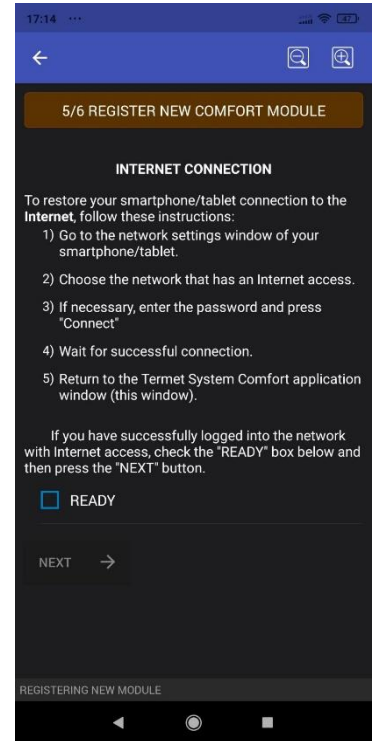 17:14 ...
47
5/6 REGISTER NEW COMFORT MODULE
INTERNET CONNECTION
To restore your smartphone/tablet connection to the
Internet, follow these instructions:
1) Go to the network settings window of your
smartphone/tablet.
2) Choose the network that has an Internet access.
3) If necessary, enter the password and press
"Connect"
4) Wait for successful connection.
5) Return to the Termet System Comfort application
window (this window).
If you have successfully logged into the network
with Internet access, check the "READY" box below and
then press the "NEXT" button.
READY
NEXT →
REGISTERING NEW MODULE